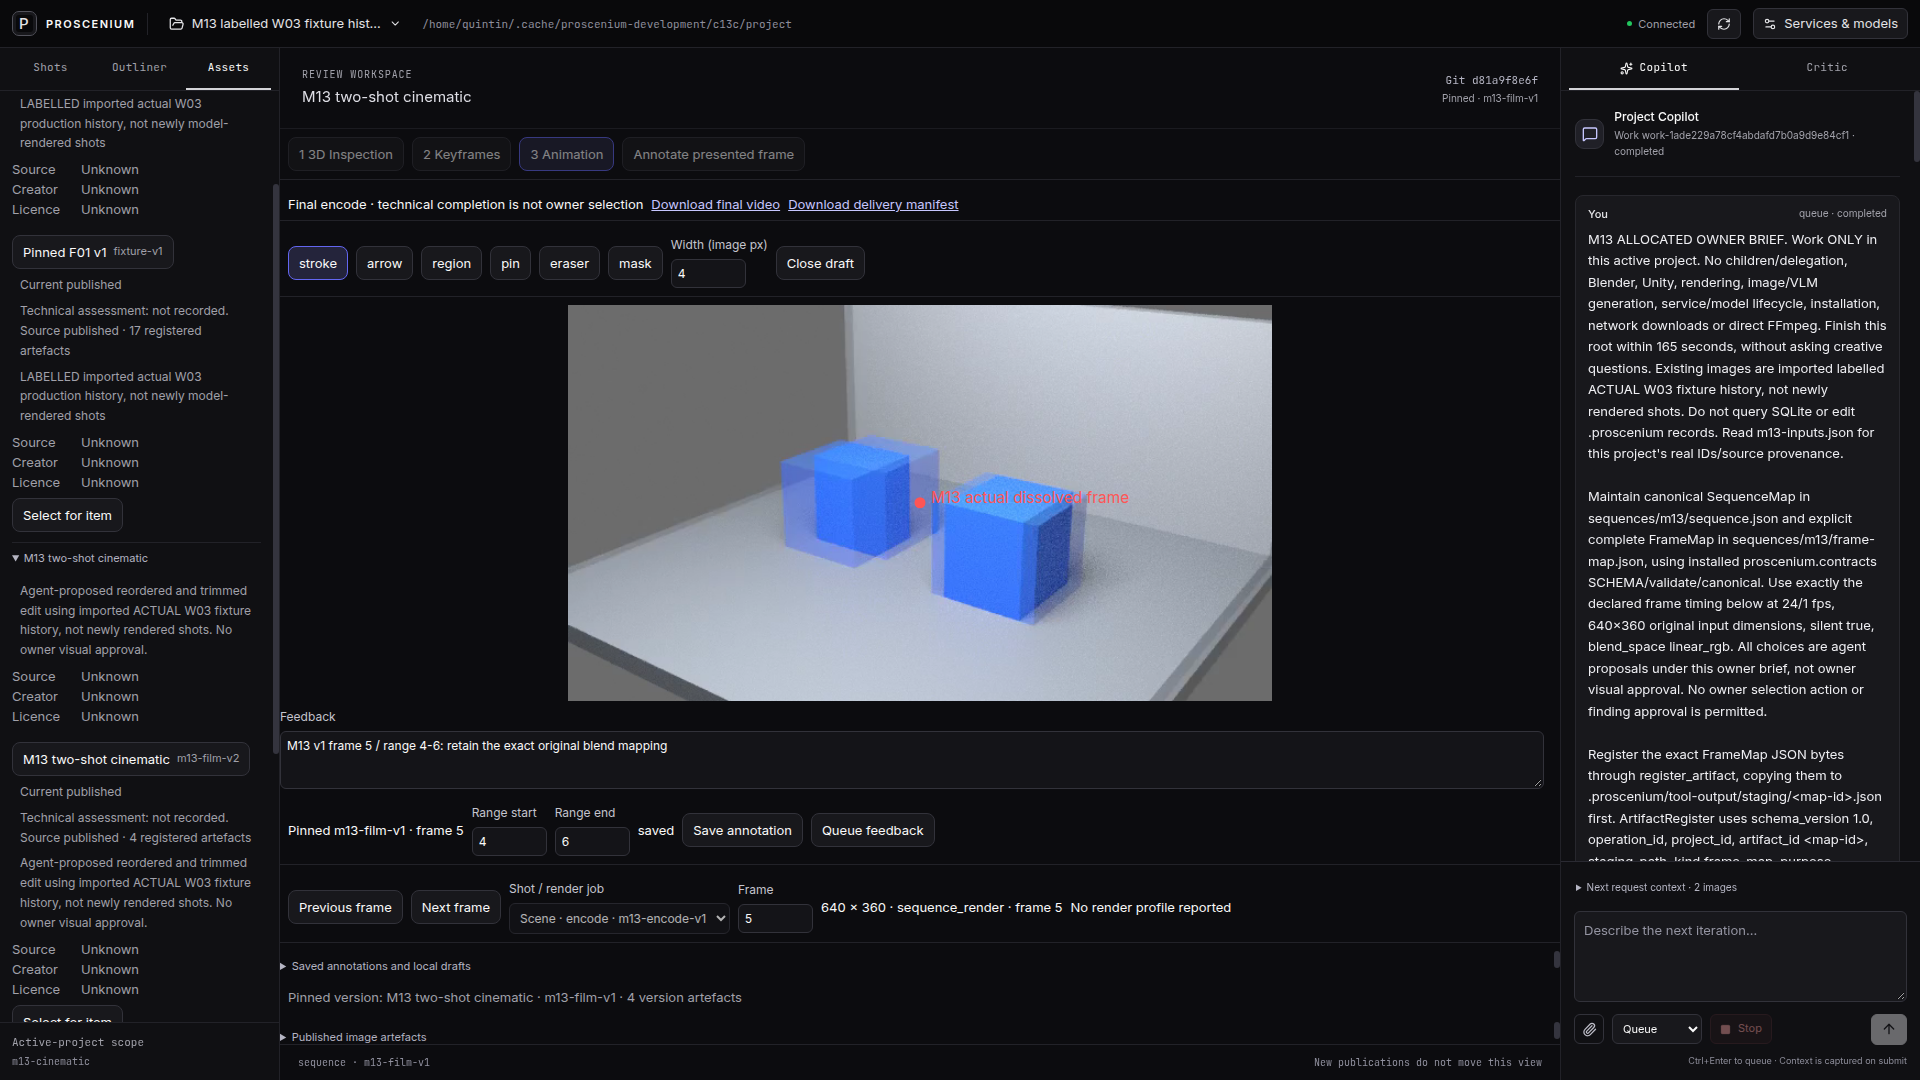 P PROSCENIUM
M13 labelled W03 fixture hist...
/home/quintin/.cache/proscenium-development/c13c/project
Connected
Services & models
Shots
Outliner
Assets
LABELLED imported actual W03
production history, not newly model-
rendered shots
Source Unknown
Creator Unknown
Licence Unknown
Pinned F01 v1 fixture-v1
Current published
Technical assessment: not recorded.
Source published · 17 registered
artefacts
LABELLED imported actual W03
production history, not newly model-
rendered shots
Source Unknown
Creator Unknown
Licence Unknown
Select for item
M13 two-shot cinematic
Agent-proposed reordered and trimmed
edit using imported ACTUAL W03 fixture
history, not newly rendered shots. No
owner visual approval.
Source Unknown
Creator Unknown
Licence Unknown
M13 two-shot cinematic m13-film-v2
Current published
Technical assessment: not recorded.
Source published · 4 registered artefacts
Agent-proposed reordered and trimmed
edit using imported ACTUAL W03 fixture
history, not newly rendered shots. No
owner visual approval.
Source Unknown
Creator Unknown
Licence Unknown
Select for item
Active-project scope
m13-cinematic
REVIEW WORKSPACE
M13 two-shot cinematic
Git d81a9f8e6f
Pinned · m13-film-v1
1 3D Inspection
2 Keyframes
3 Animation
Annotate presented frame
Final encode · technical completion is not owner selection Download final video Download delivery manifest
stroke
arrow
region
pin
eraser
mask
Width (image px)
4
Close draft
M13 actual dissolved frame
Feedback
M13 v1 frame 5 / range 4-6: retain the exact original blend mapping
Pinned m13-film-v1 · frame 5
Range start
4
Range end
6
saved
Save annotation
Queue feedback
Previous frame
Next frame
Shot / render job
Scene · encode · m13-encode-v1
Frame
5
640 × 360 · sequence_render · frame 5 No render profile reported
Saved annotations and local drafts
Pinned version: M13 two-shot cinematic · m13-film-v1 · 4 version artefacts
Published image artefacts
sequence · m13-film-v1
New publications do not move this view
Copilot
Critic
Project Copilot
Work work-1ade229a78cf4abdafd7b0a9d9e84cf1 ·
completed
You
queue · completed
M13 ALLOCATED OWNER BRIEF. Work ONLY in
this active project. No children/delegation,
Blender, Unity, rendering, image/VLM
generation, service/model lifecycle, installation,
network downloads or direct FFmpeg. Finish this
root within 165 seconds, without asking creative
questions. Existing images are imported labelled
ACTUAL W03 fixture history, not newly
rendered shots. Do not query SQLite or edit
.proscenium records. Read m13-inputs.json for
this project's real IDs/source provenance.
Maintain canonical SequenceMap in
sequences/m13/sequence.json and explicit
complete FrameMap in sequences/m13/frame-
map.json, using installed proscenium.contracts
SCHEMA/validate/canonical. Use exactly the
declared frame timing below at 24/1 fps,
640×360 original input dimensions, silent true,
blend_space linear_rgb. All choices are agent
proposals under this owner brief, not owner
visual approval. No owner selection action or
finding approval is permitted.
Register the exact FrameMap JSON bytes
through register_artifact, copying them to
.proscenium/tool-output/staging/<map-id>.json
first. ArtifactRegister uses schema_version 1.0,
operation_id, project_id, artifact_id <map-id>,
staging_path, kind frame_map, purpose
Next request context · 2 images
Describe the next iteration...
Queue
Stop
Ctrl+Enter to queue · Context is captured on submit